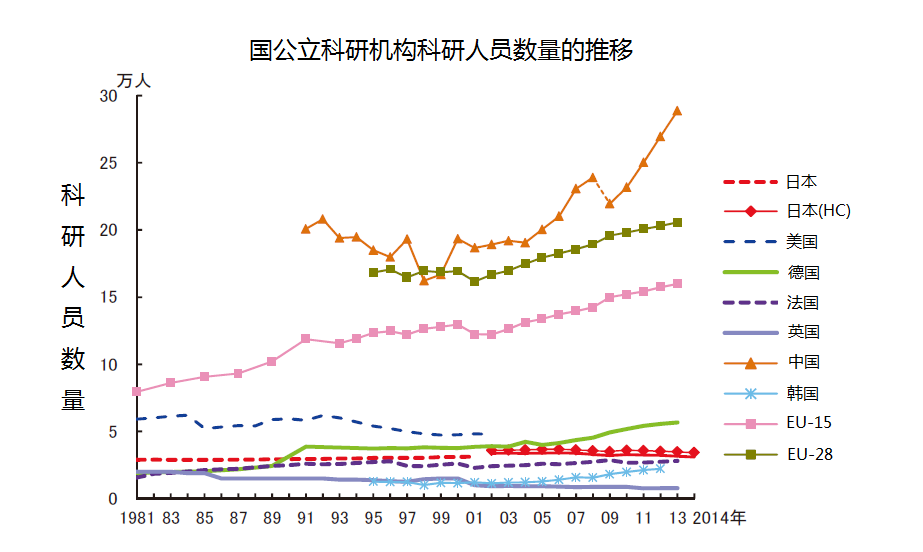 国公立科研机构科研人员数量的推移
万人
30
25
20
15
10
5
0
科研人员数量
1981 83 85 87 89 91 93 95 97 99 01 03 05 07 09 11 13 2014年
日本
日本(HC)
美国
德国
法国
英国
中国
韩国
EU-15
EU-28